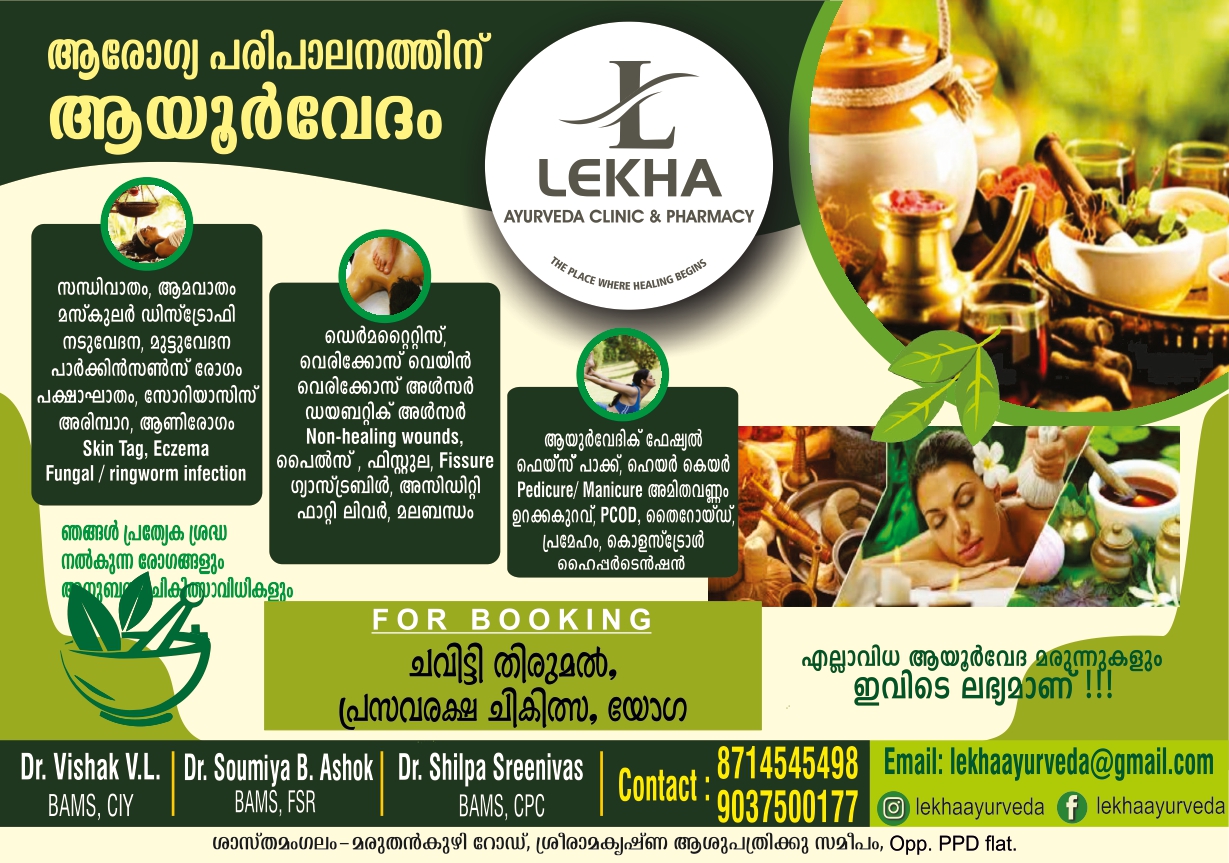 ആരോഗ്യ പരിപാലനത്തിന്
ആയൂർവേദം
L
LEKHA
AYURVEDA CLINIC & PHARMACY
THE PLACE WHERE HEALING BEGINS
സന്ധിവാതം, ആമവാതം
മസ്കുലർ ഡിസ്ട്രോഫി
നടുവേദന, മുട്ടുവേദന
പാർക്കിൻസൺസ് രോഗം
പക്ഷാഘാതം, സോറിയാസിസ്
അരിമ്പാറ, ആണിരോഗം
Skin Tag, Eczema
Fungal / ringworm infection
ഡെർമറ്റൈറ്റിസ്,
വെരിക്കോസ് വെയിൻ
വെരിക്കോസ് അൾസർ
ഡയബറ്റിക് അൾസർ
Non-healing wounds,
പൈൽസ് , ഫിസ്റ്റുല, Fissure
ഗ്യാസ്ട്രബിൾ, അസിഡിറ്റി
ഫാറ്റി ലിവർ, മലബന്ധം
ആയുർവേദിക് ഫേഷ്യൽ
ഫെയ്സ് പാക്ക്, ഹെയർ കെയർ
Pedicure/ Manicure അമിതവണ്ണം
ഉറക്കകുറവ്, PCOD, തൈറോയ്ഡ്,
പ്രമേഹം, കൊളസ്ട്രോൾ
ഹൈപ്പർടെൻഷൻ
ഞങ്ങൾ പ്രത്യേക ശ്രദ്ധ
നൽകുന്ന രോഗങ്ങളും
ചികിത്സാവിധികളും
FOR BOOKING
ചവിട്ടി തിരുമൽ,
പ്രസവരക്ഷ ചികിത്സ, യോഗ
എല്ലാവിധ ആയൂർവേദ മരുന്നുകളും
ഇവിടെ ലഭ്യമാണ് !!!
Dr. Vishak V.L.
BAMS, CIY
Dr. Soumiya B. Ashok
BAMS, FSR
Dr. Shilpa Sreenivas
BAMS, CPC
Contact : 8714545498
9037500177
Email: lekhaayurveda@gmail.com
lekhaayurveda lekhaayurveda
ശാസ്തമംഗലം – മരുതൻകുഴി റോഡ്, ശ്രീരാമകൃഷ്ണ ആശുപത്രിക്കു സമീപം, Opp. PPD flat.